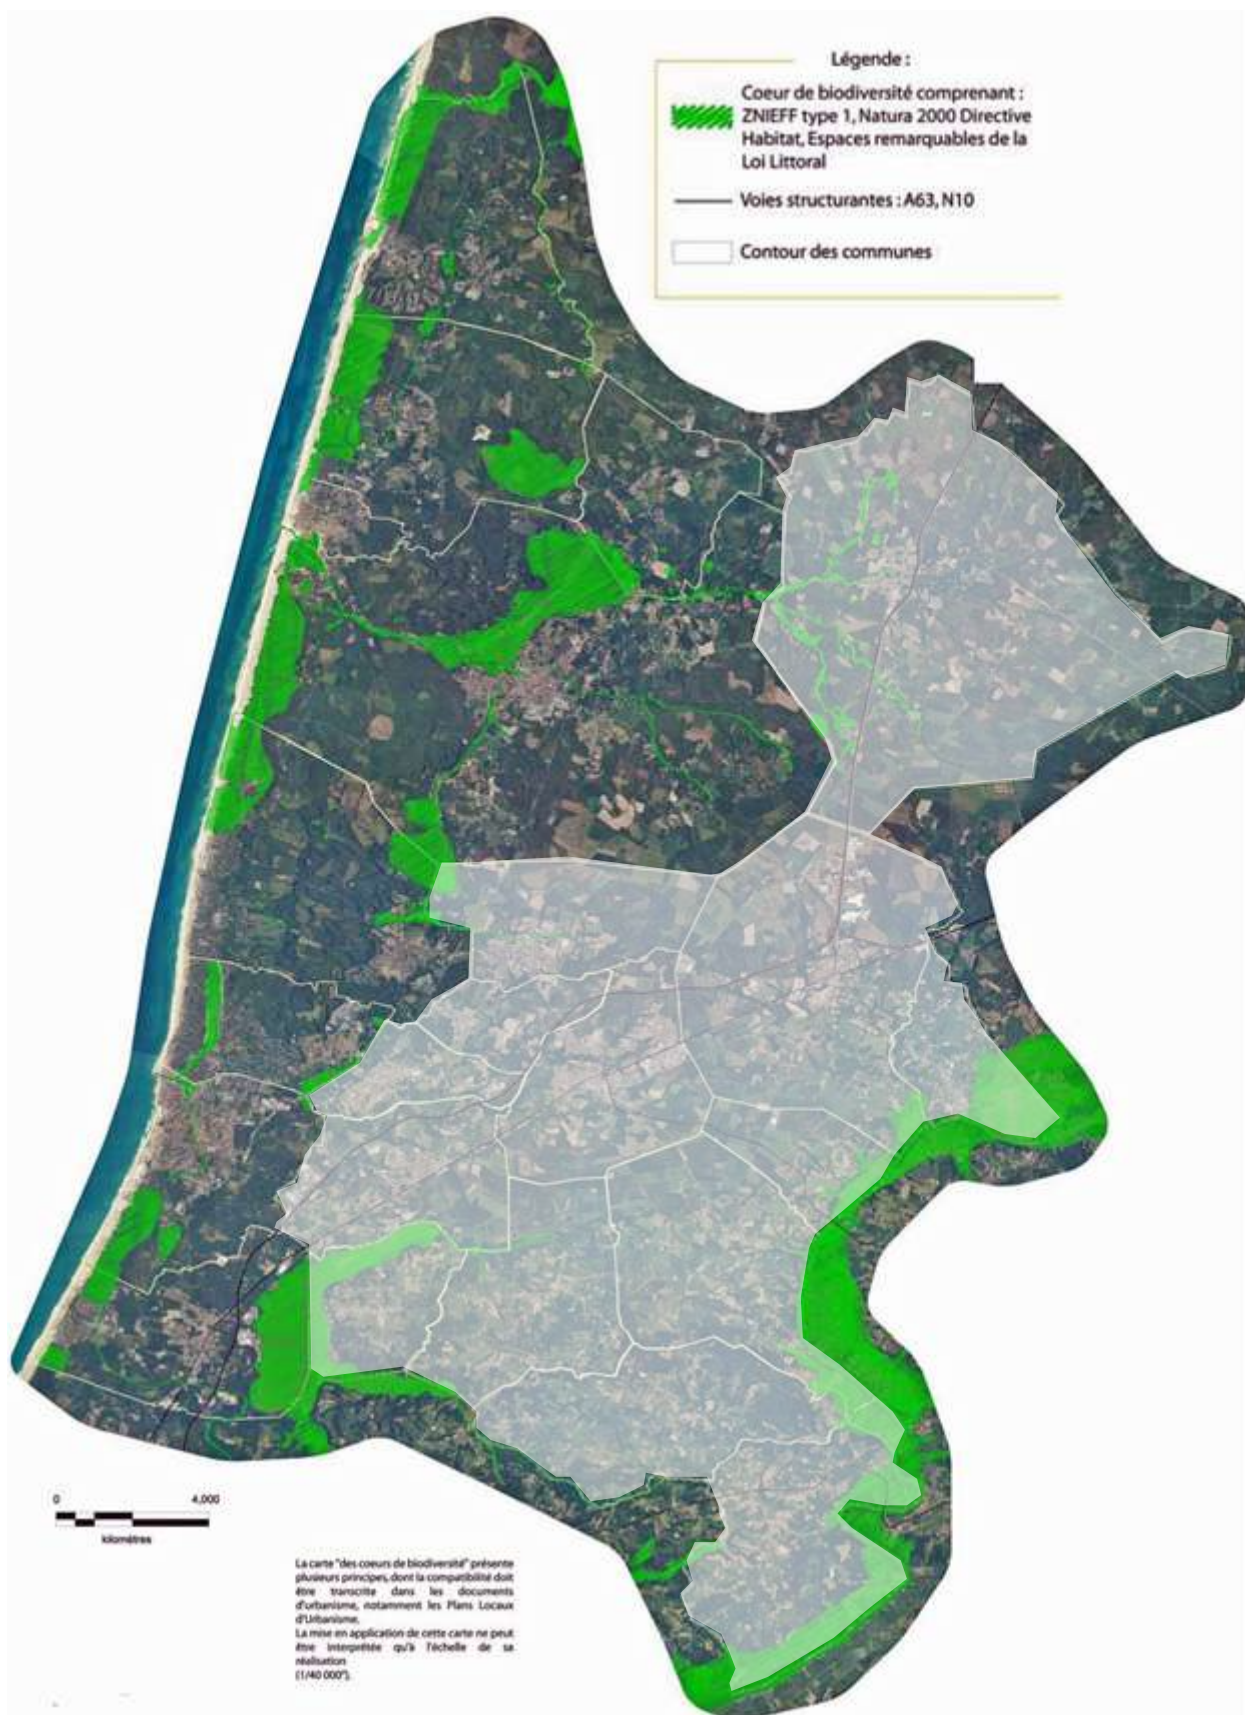 Légende :
Coeur de biodiversité comprenant :
ZNIEFF type 1, Natura 2000 Directive
Habitat, Espaces remarquables de la
Loi Littoral
Voies structurantes : A63, N10
Contour des communes
0 4,000
kilomètres
La carte "des coeurs de biodiversité" présente
plusieurs principes, dont la compatibilité doit
être transcrite dans les documents
d'urbanisme, notamment les Plans Locaux
d'Urbanisme.
La mise en application de cette carte ne peut
être interprétée qu'à l'échelle de sa
réalisation
(1/40 000°).